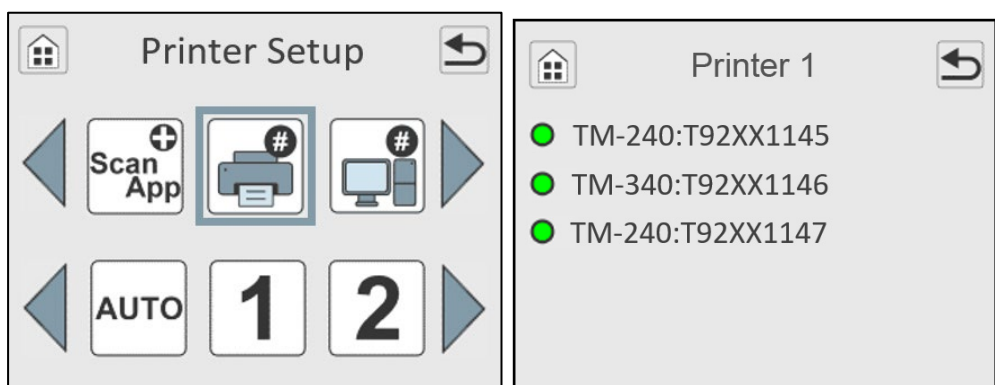 Printer Setup
Scan App
#
#
AUTO
1
2
Printer 1
TM-240:T92XX1145
TM-340:T92XX1146
TM-240:T92XX1147